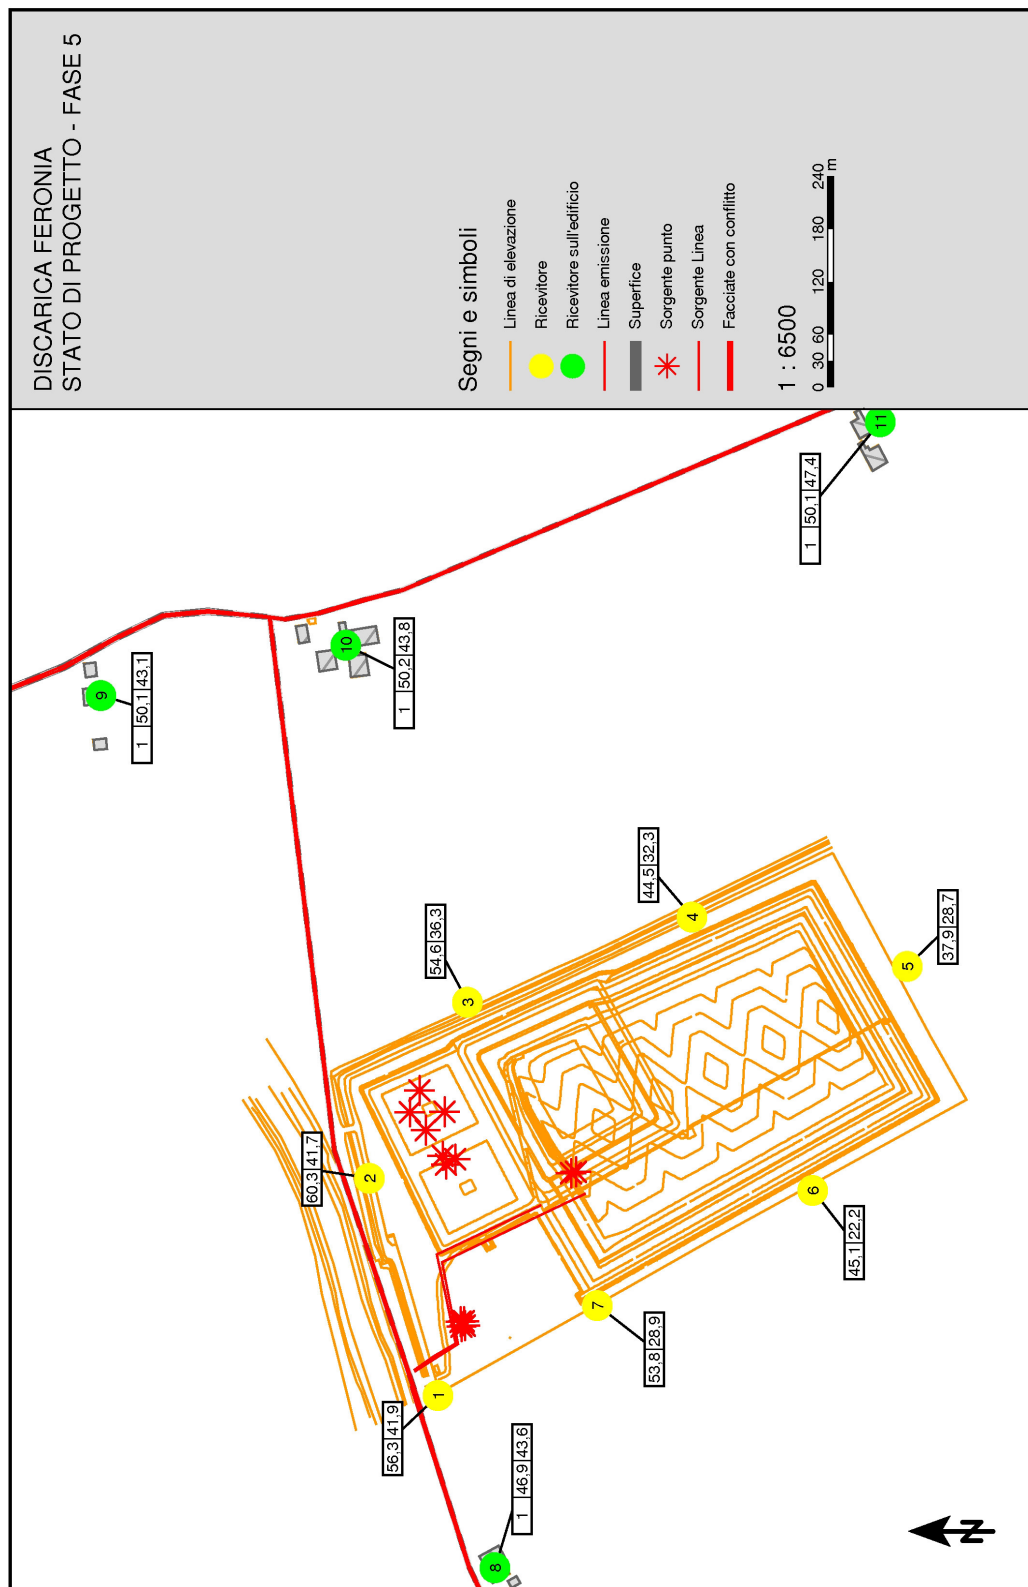 DISCARICA FERONIA
STATO DI PROGETTO - FASE 5
Segni e simboli
Linea di elevazione
Ricevitore
Ricevitore sull'edificio
Linea emissione
Superfice
Sorgente punto
Sorgente Linea
Facciate con conflitto
1 : 6500
0 30 60 120 180 240
m
9
1 50,1 43,1
10
1 50,2 43,8
11
1 50,1 47,4
2
60,3 41,7
3
54,6 36,3
4
44,5 32,3
5
37,9 28,7
6
45,1 22,2
7
53,8 28,9
1
56,3 41,9
8
1 46,9 43,6
N